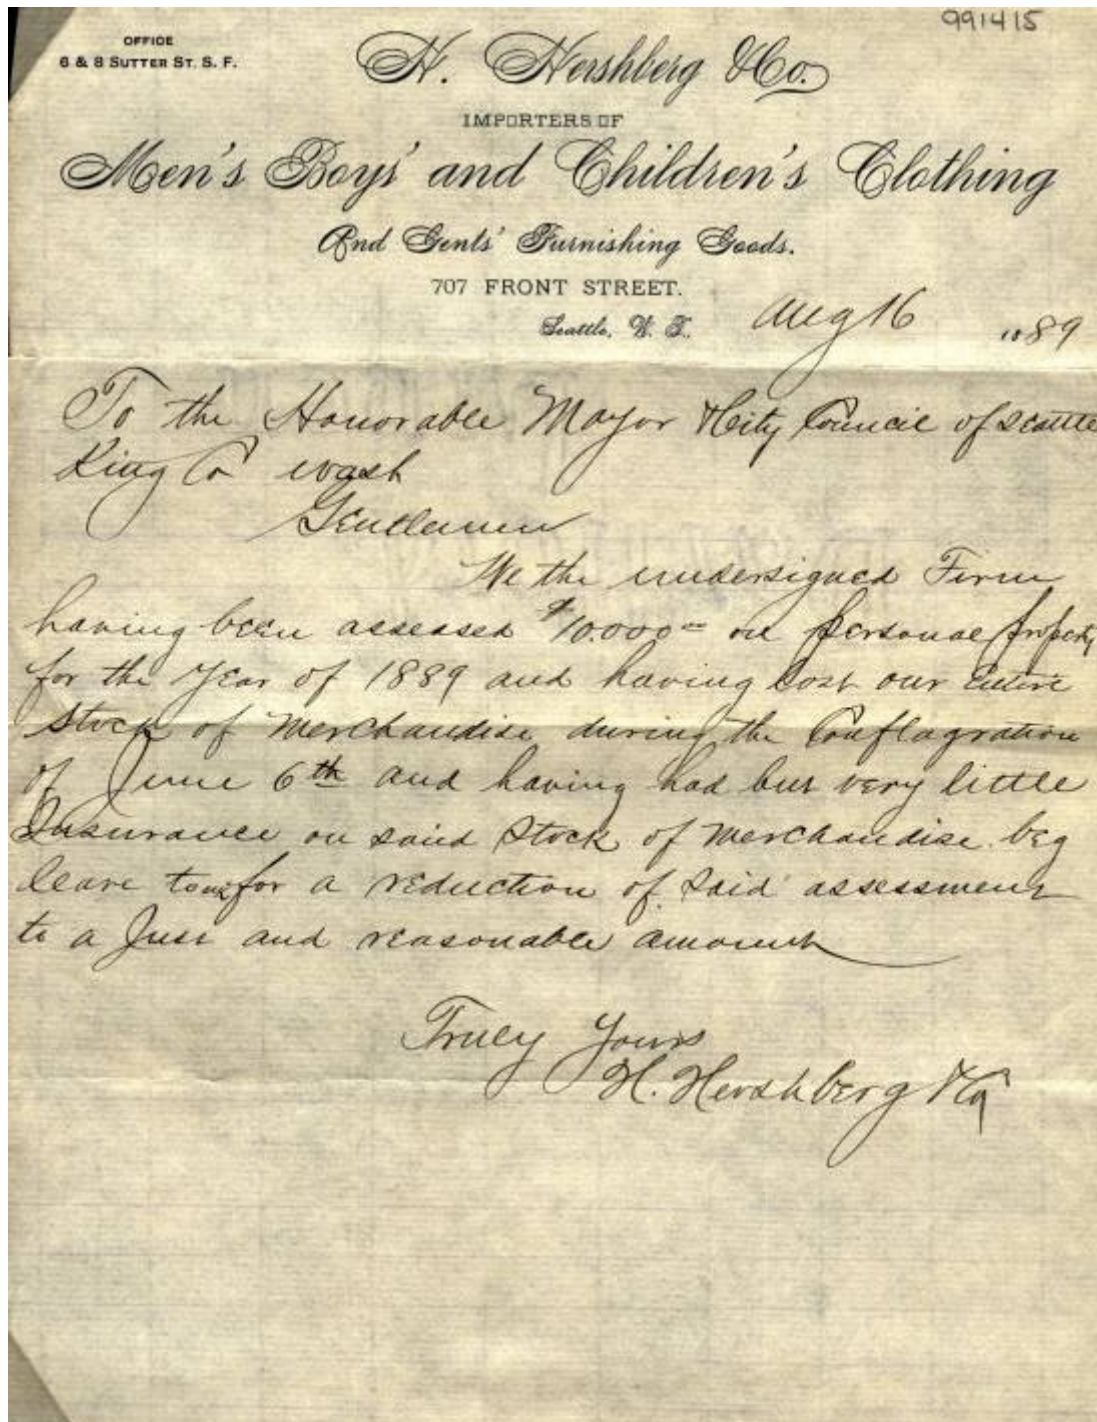 991415
OFFICE
6 & 8 SUTTER ST. S. F.
H. Hershberg & Co.
IMPORTERS OF
Men's Boys' and Children's Clothing
And Gents' Furnishing Goods.
707 FRONT STREET.
Seattle, W. T. Aug 16 1889
To the Honorable Mayor & City Council of Seattle
King Co wash
Gentlemen
We the undersigned Firm
having been assessed $10.000 00 on personal property
for the Year of 1889 and having lost our Entire
Stock of Merchandise during the Conflagration
of June 6th and having had but very little
Insurance on said Stock of Merchandise beg
leave to for a reduction of said assessment
to a Just and reasonable amount
Truly Yours
H. Hershberg & Co